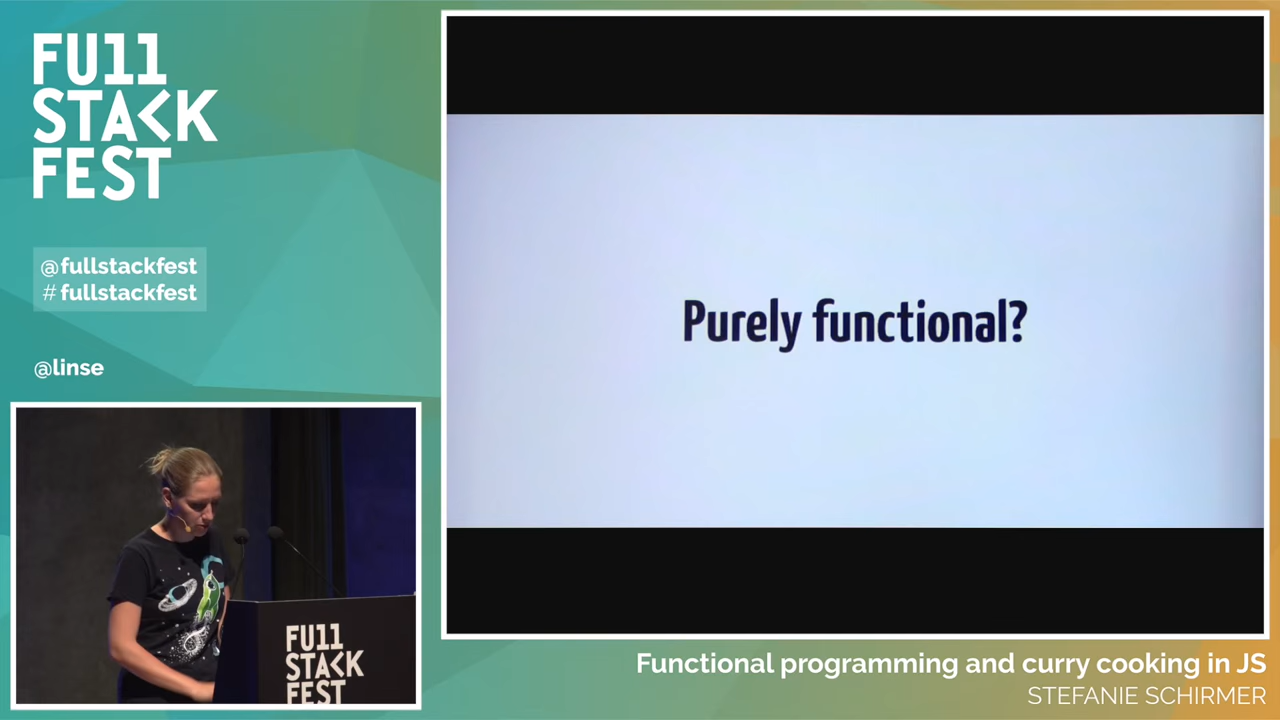 FU11
STACK
FEST
@fullstackfest
# fullstackfest
@linse
Purely functional?
FU11
STACK
FEST
Functional programming and curry cooking in JS
STEFANIE SCHIRMER